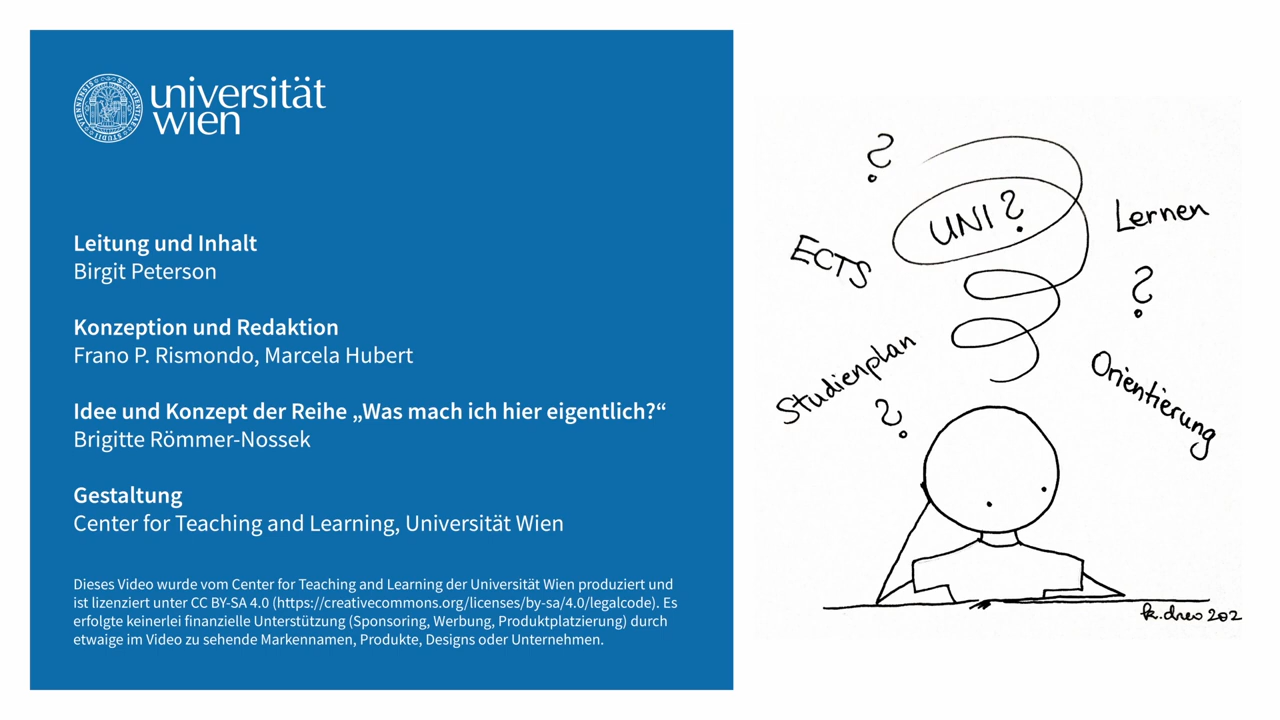 universität
wien
Leitung und Inhalt
Birgit Peterson
Konzeption und Redaktion
Frano P. Rismondo, Marcela Hubert
Idee und Konzept der Reihe „Was mach ich hier eigentlich?“
Brigitte Römmer-Nossek
Gestaltung
Center for Teaching and Learning, Universität Wien
Dieses Video wurde vom Center for Teaching and Learning der Universität Wien produziert und
ist lizenziert unter CC BY-SA 4.0 (https://creativecommons.org/licenses/by-sa/4.0/legalcode). Es
erfolgte keinerlei finanzielle Unterstützung (Sponsoring, Werbung, Produktplatzierung) durch
etwaige im Video zu sehende Markennamen, Produkte, Designs oder Unternehmen.
?
UNI?
Lernen
ECTS
?
Studienplan
Orientierung
?
202